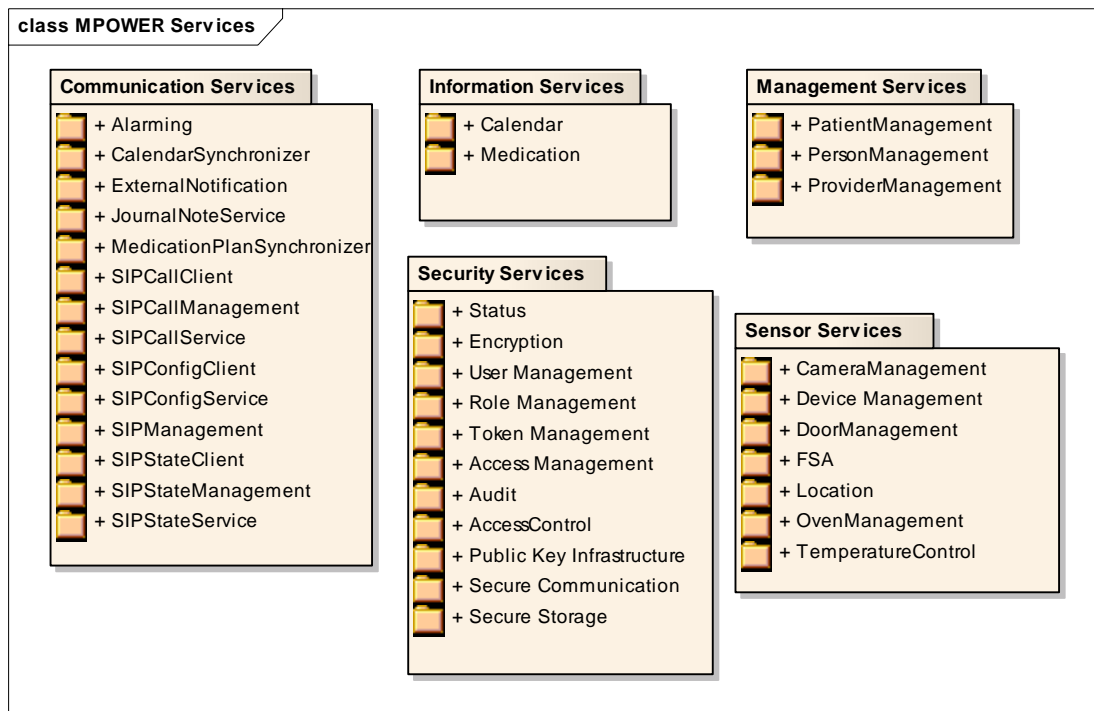 class MPOWER Services
Communication Services
+ Alarming
+ CalendarSynchronizer
+ ExternalNotification
+ JournalNoteService
+ MedicationPlanSynchronizer
+ SIPCallClient
+ SIPCallManagement
+ SIPCallService
+ SIPConfigClient
+ SIPConfigService
+ SIPManagement
+ SIPStateClient
+ SIPStateManagement
+ SIPStateService
Information Services
+ Calendar
+ Medication
Management Services
+ PatientManagement
+ PersonManagement
+ ProviderManagement
Security Services
+ Status
+ Encryption
+ User Management
+ Role Management
+ Token Management
+ Access Management
+ Audit
+ AccessControl
+ Public Key Infrastructure
+ Secure Communication
+ Secure Storage
Sensor Services
+ CameraManagement
+ Device Management
+ DoorManagement
+ FSA
+ Location
+ OvenManagement
+ TemperatureControl